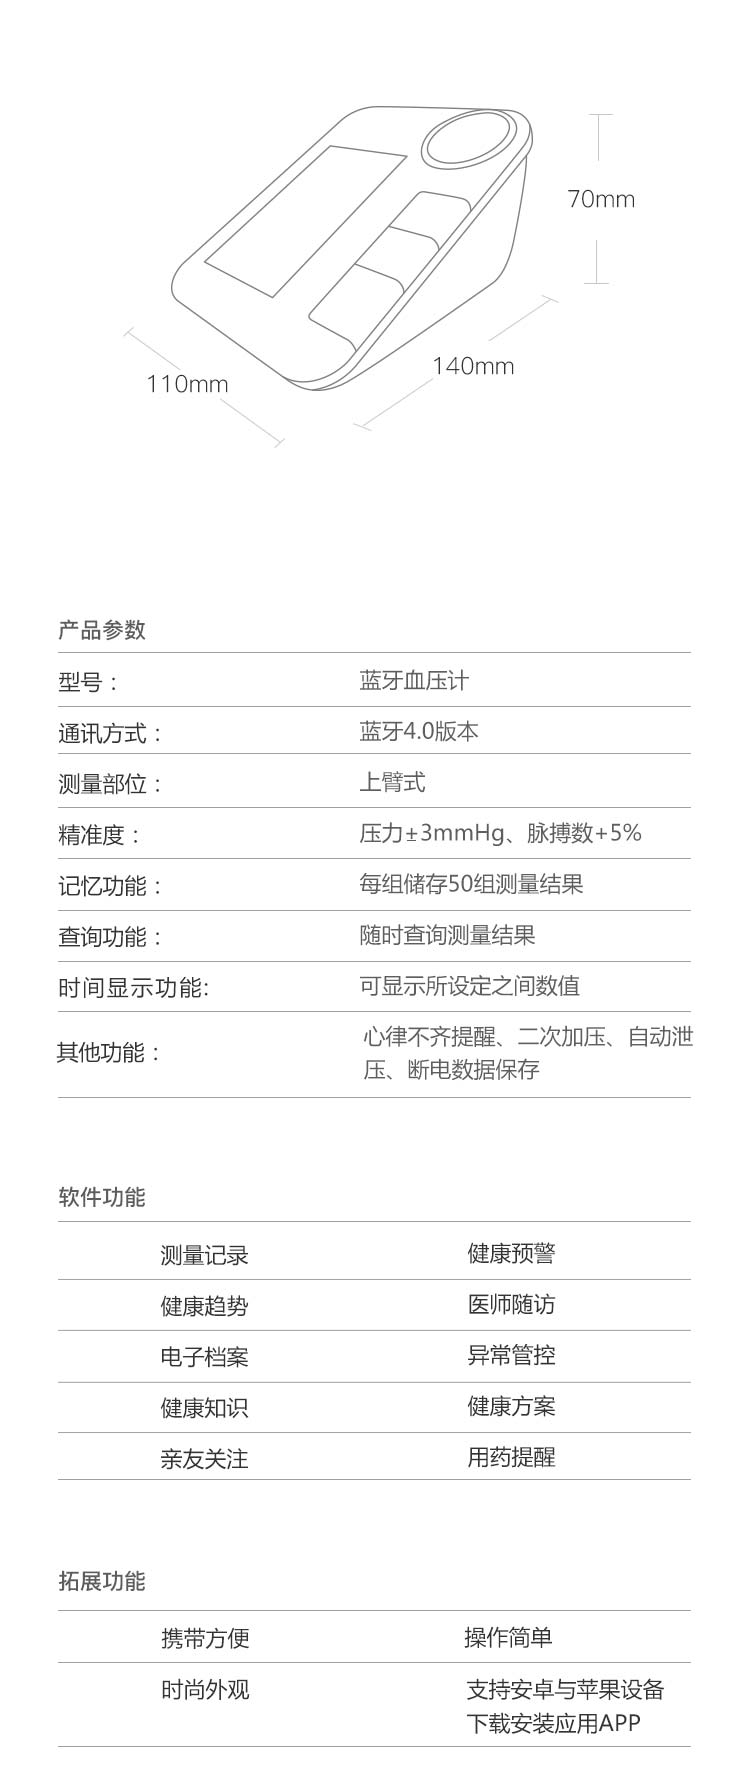 70mm
140mm
110mm
产品参数
型号： 蓝牙血压计
通讯方式： 蓝牙4.0版本
测量部位： 上臂式
精准度： 压力±3mmHg、脉搏数+5%
记忆功能： 每组储存50组测量结果
查询功能： 随时查询测量结果
时间显示功能: 可显示所设定之间数值
其他功能： 心律不齐提醒、二次加压、自动泄
压、断电数据保存
软件功能
测量记录 健康预警
健康趋势 医师随访
电子档案 异常管控
健康知识 健康方案
亲友关注 用药提醒
拓展功能
携带方便 操作简单
时尚外观 支持安卓与苹果设备
下载安装应用APP